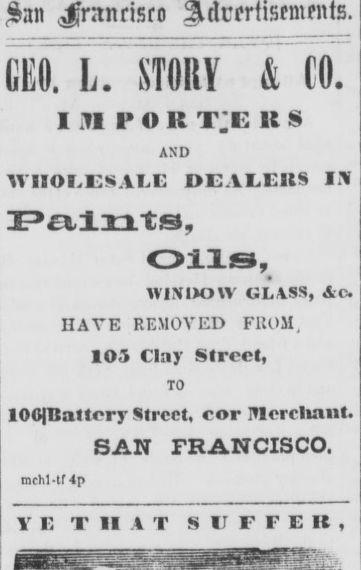 San Francisco Advertisements.
GEO. L. STORY & CO.
IMPORTERS
AND
WHOLESALE DEALERS IN
Paints,
Oils,
WINDOW GLASS, &c.
HAVE REMOVED FROM,
105 Clay Street,
TO
106 Battery Street, cor Merchant.
SAN FRANCISCO.
mch1-tf 4p
YE THAT SUFFER,